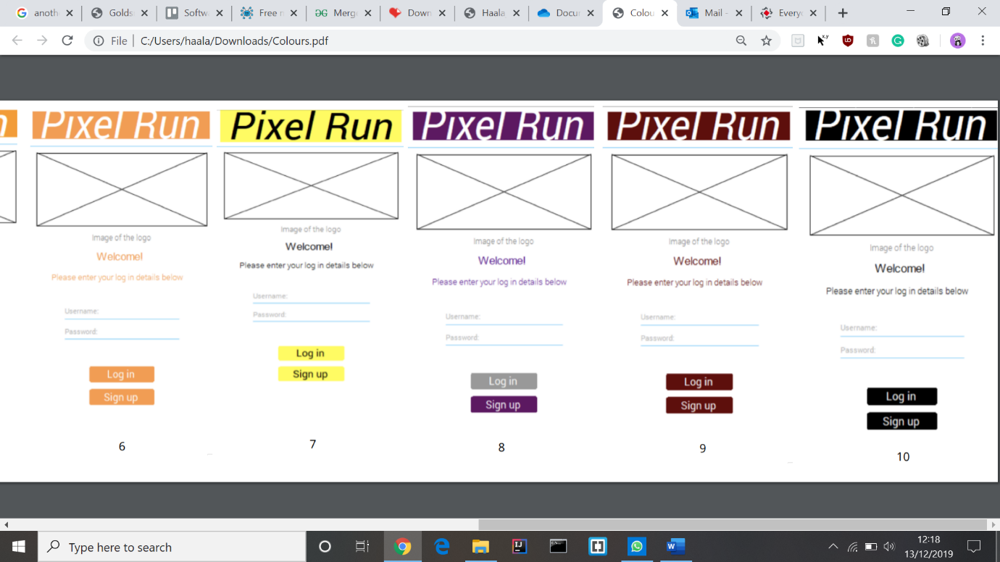 anoth
Golds
Softw
Free n
Merge
Down
Haala
Docur
Colou
Mail -
Every
File
C:/Users/haala/Downloads/Colours.pdf
Pixel Run
Image of the logo
Welcome!
Please enter your log in details below
Username:
Password:
Log in
Sign up
6
Pixel Run
Image of the logo
Welcome!
Please enter your log in details below
Username:
Password:
Log in
Sign up
7
Pixel Run
Image of the logo
Welcome!
Please enter your log in details below
Username:
Password:
Log in
Sign up
8
Pixel Run
Image of the logo
Welcome!
Please enter your log in details below
Username:
Password:
Log in
Sign up
9
Pixel Run
Image of the logo
Welcome!
Please enter your log in details below
Username:
Password:
Log in
Sign up
10
Type here to search
12:18
13/12/2019